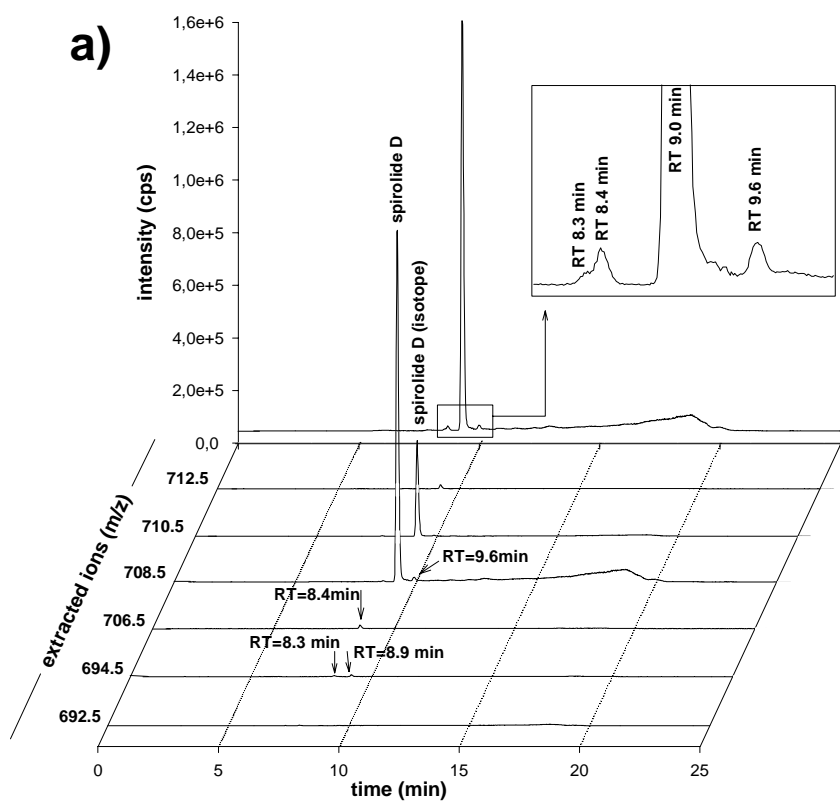 a)
1,6e+6
1,4e+6
1,2e+6
1,0e+6
8,0e+5
6,0e+5
4,0e+5
2,0e+5
0,0
intensity (cps)
spirolide D
spirolide D (isotope)
RT 8.3 min
RT 8.4 min
RT 9.0 min
RT 9.6 min
712.5
710.5
708.5
706.5
694.5
692.5
extracted ions (m/z)
RT=9.6min
RT=8.4min
RT=8.3 min
RT=8.9 min
0 5 10 15 20 25
time (min)